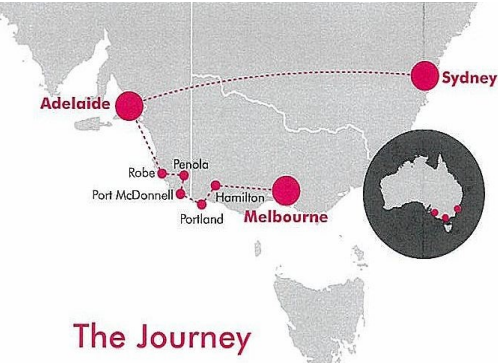 Sydney
Adelaide
Robe
Penola
Port McDonnell
Hamilton
Portland
Melbourne
The Journey